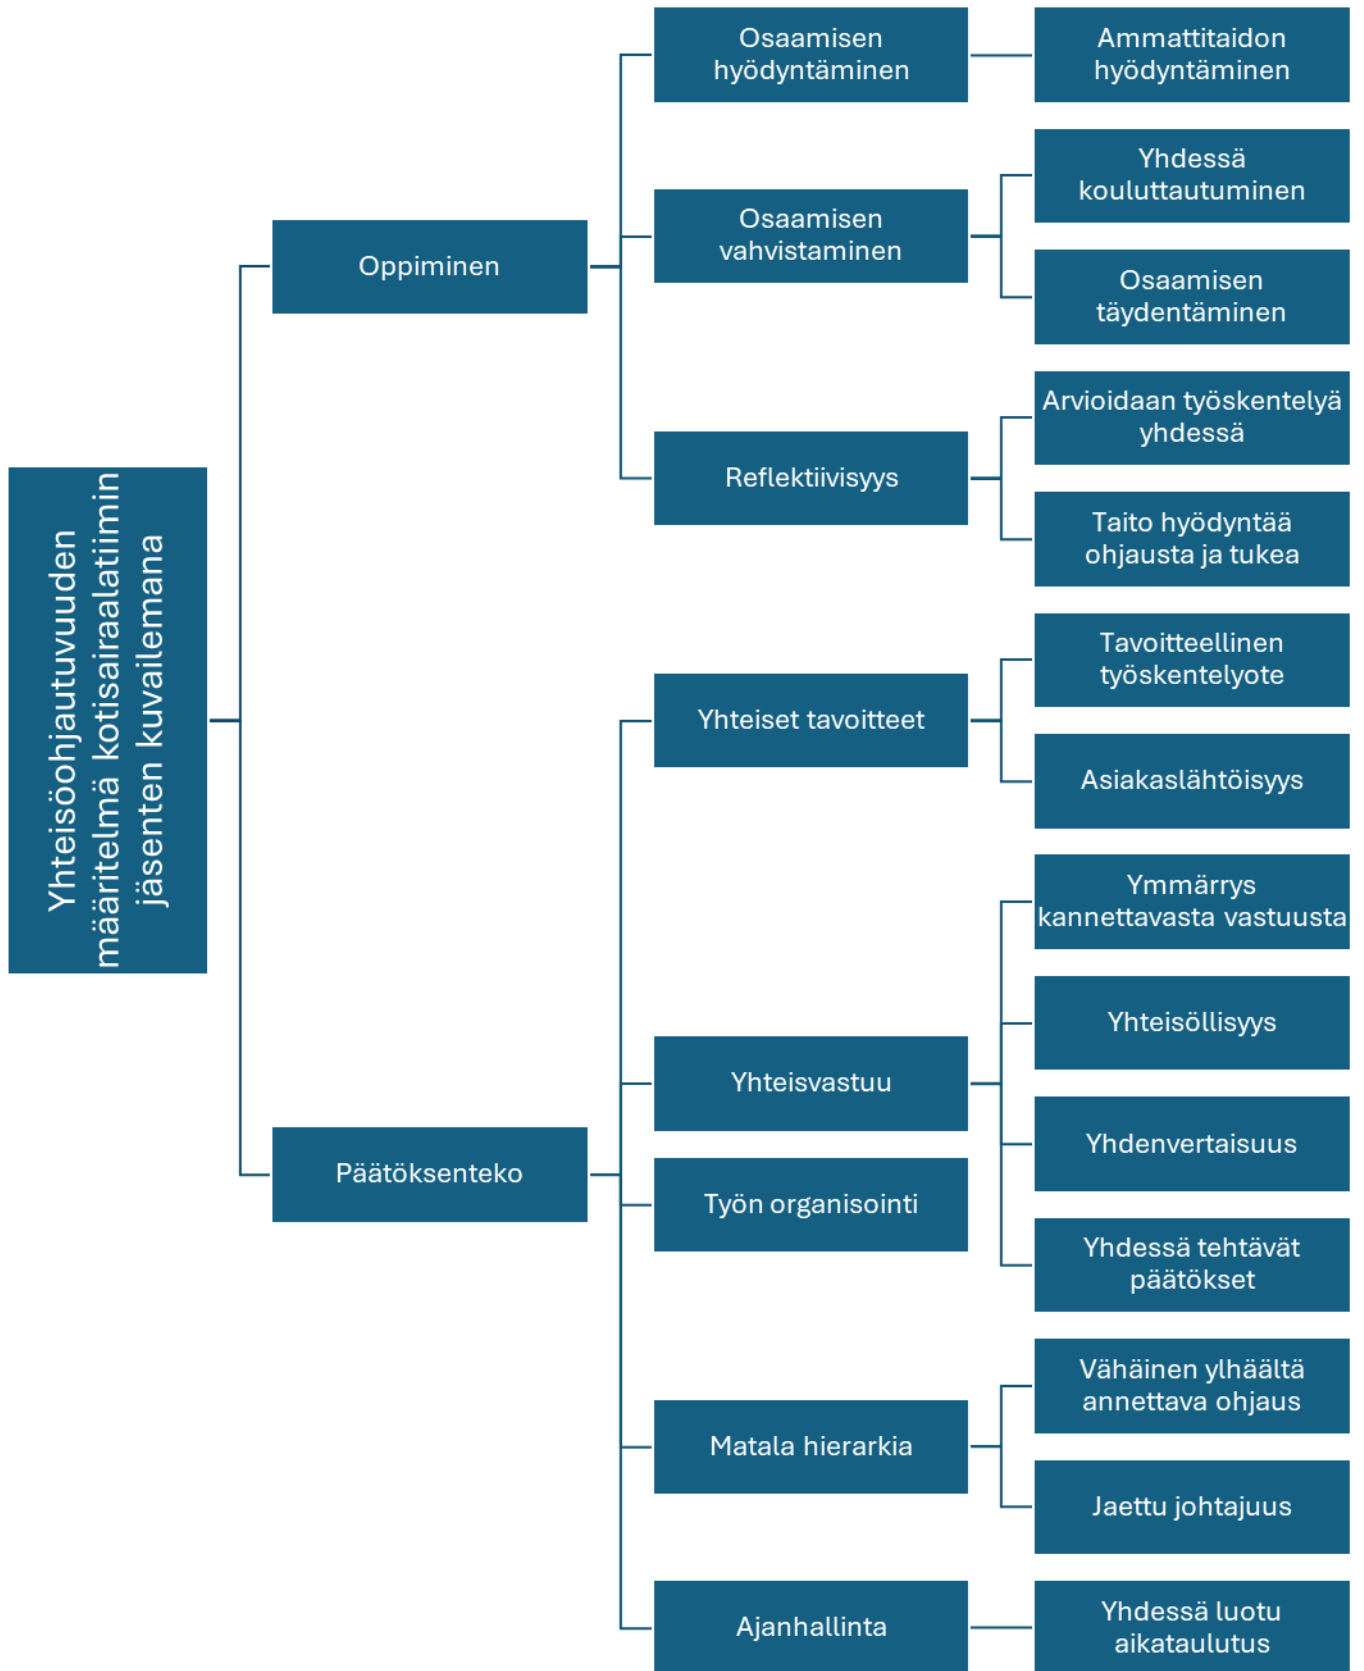 Yhteisöohjautuvuuden
määritelmä kotisairaalatiimin
jäsenten kuvailemana
Oppiminen
Osaamisen
hyödyntäminen
Ammattitaidon
hyödyntäminen
Osaamisen
vahvistaminen
Yhdessä
kouluttautuminen
Osaamisen
täydentäminen
Reflektiivisyys
Arvioidaan työskentelyä
yhdessä
Taito hyödyntää
ohjausta ja tukea
Päätöksenteko
Yhteiset tavoitteet
Tavoitteellinen
työskentelyote
Asiakaslähtöisyys
Yhteisvastuu
Ymmärrys
kannettavasta vastuusta
Yhteisöllisyys
Yhdenvertaisuus
Yhdessä tehtävät
päätökset
Työn organisointi
Matala hierarkia
Vähäinen ylhäältä
annettava ohjaus
Jaettu johtajuus
Ajanhallinta
Yhdessä luotu
aikataulutus